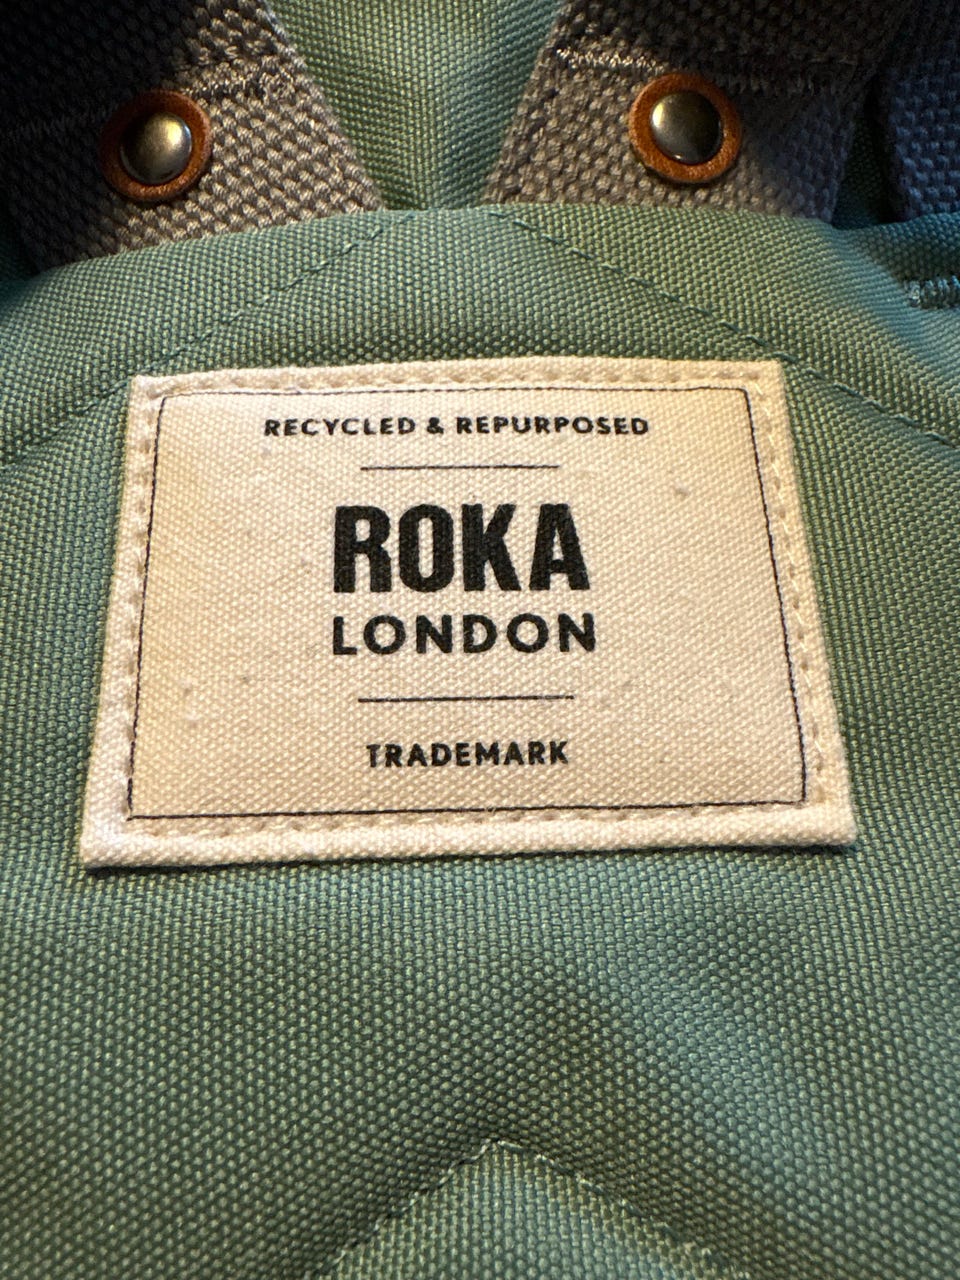 RECYCLED & REPURPOSED
ROKA
LONDON
TRADEMARK